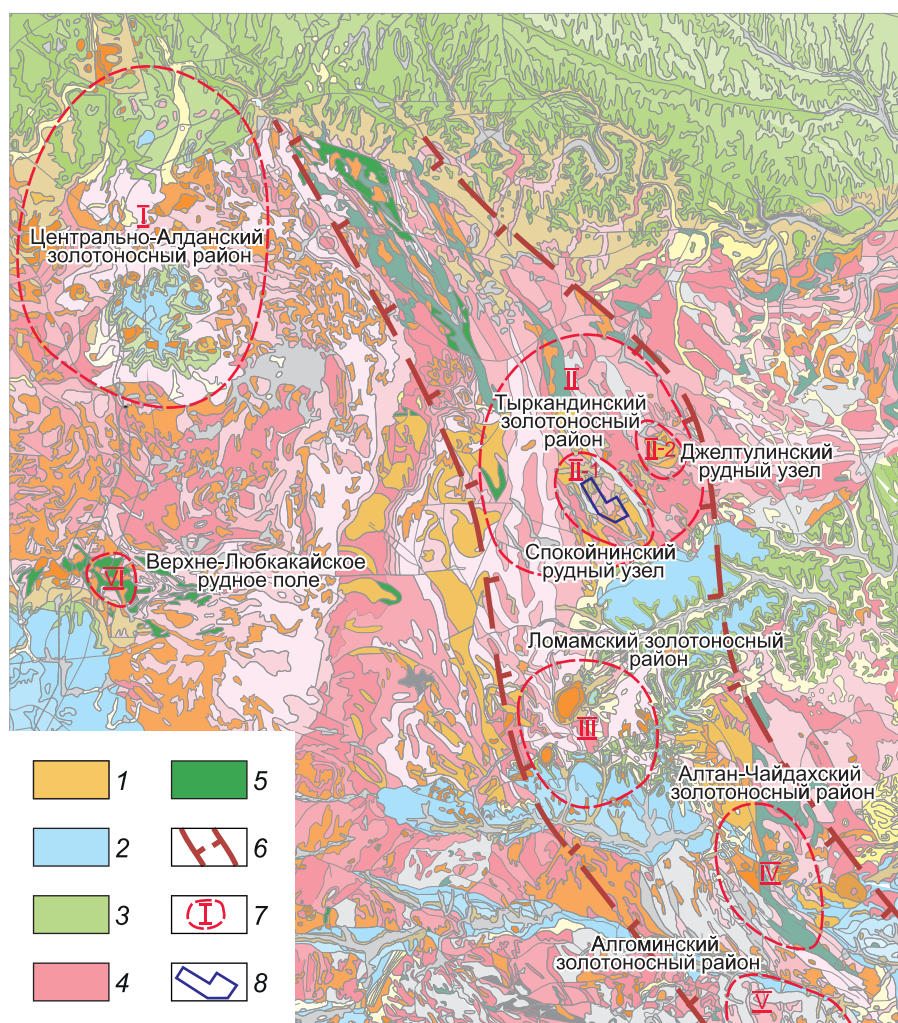 I
Центрально-Алданский
золотоносный район
II
Тыркандинский
золотоносный
район
II-2
Джелтулинский
рудный узел
II-1
Спокойнинский
рудный узел
Верхне-Любкакайское
рудное поле
VI
Ломамский золотоносный
район
III
Алтан-Чайдахский
золотоносный район
IV
Алгоминский
золотоносный район
V
1
5
2
6
3
I
7
4
8